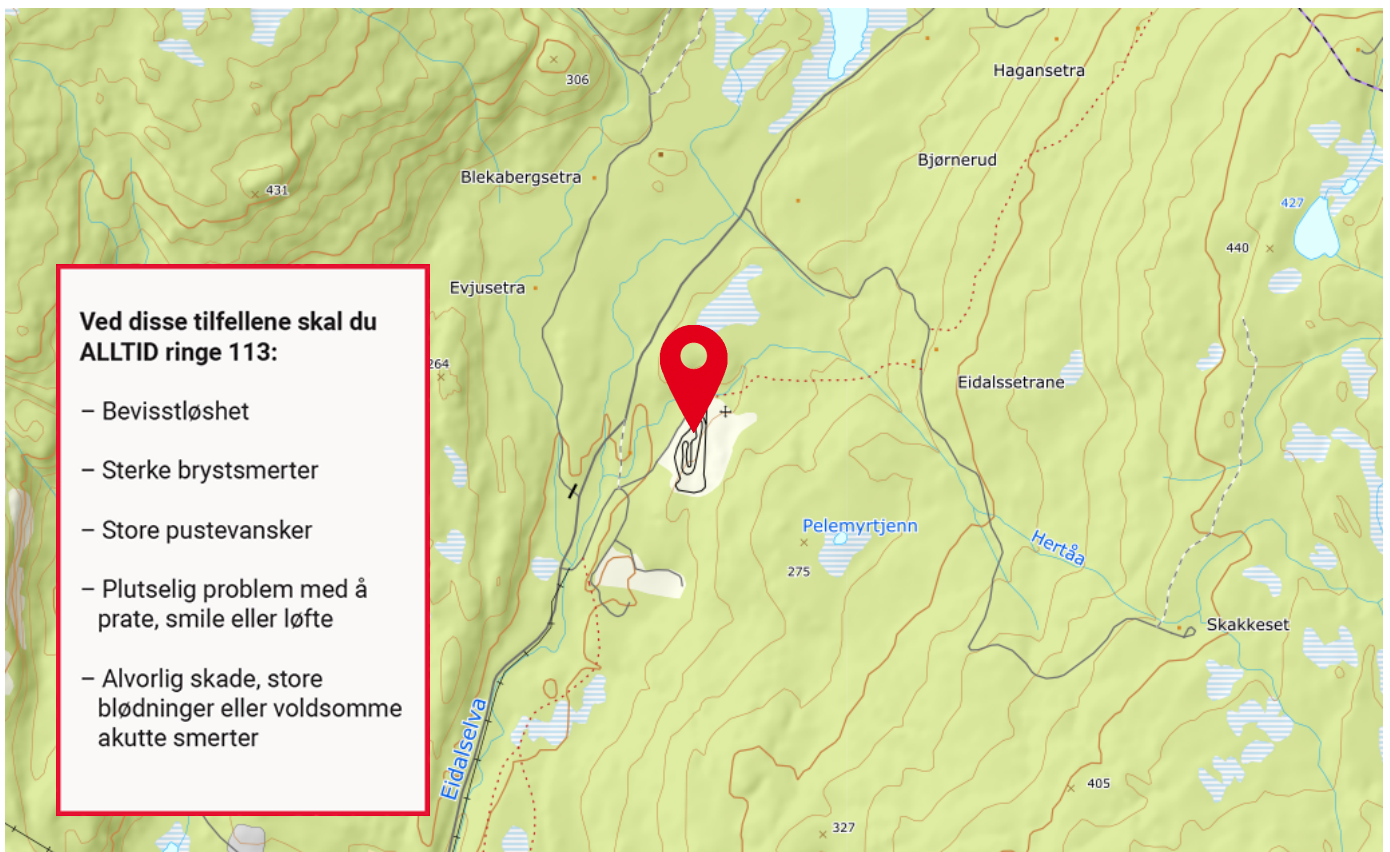 Hagansetra
306
Bjørnerud
Blekabergsetra
431
427
440
Evjusetra
Ved disse tilfellene skal du
ALLTID ringe 113:
264
Eidalssetrane
– Bevisstløshet
– Sterke brystsmerter
– Store pustevansker
Pelemyrtjenn
Hertåa
275
– Plutselig problem med å
prate, smile eller løfte
Skakkeset
– Alvorlig skade, store
blødninger eller voldsomme
akutte smerter
Eidalselva
405
327